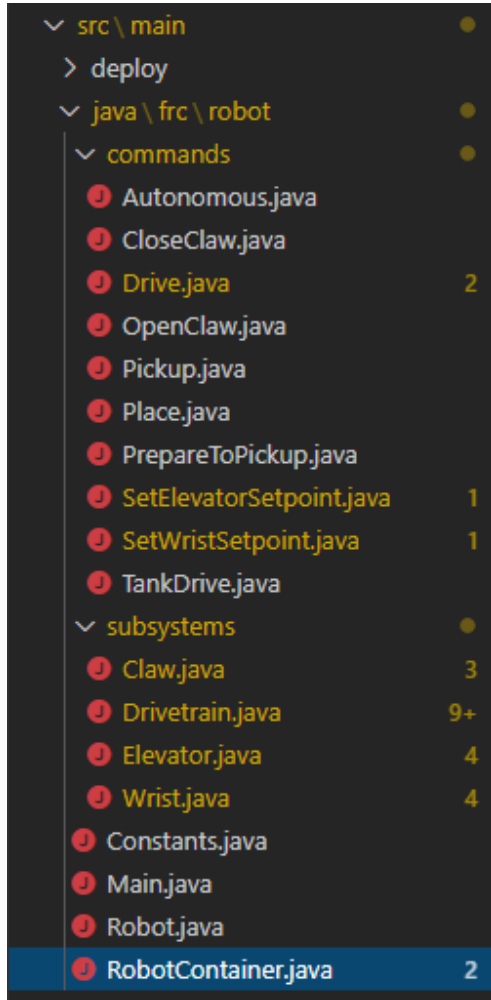 src \ main
deploy
java \ frc \ robot
commands
J Autonomous.java
J CloseClaw.java
J Drive.java 2
J OpenClaw.java
J Pickup.java
J Place.java
J PrepareToPickup.java
J SetElevatorSetpoint.java 1
J SetWristSetpoint.java 1
J TankDrive.java
subsystems
J Claw.java 3
J Drivetrain.java 9+
J Elevator.java 4
J Wrist.java 4
J Constants.java
J Main.java
J Robot.java
J RobotContainer.java 2